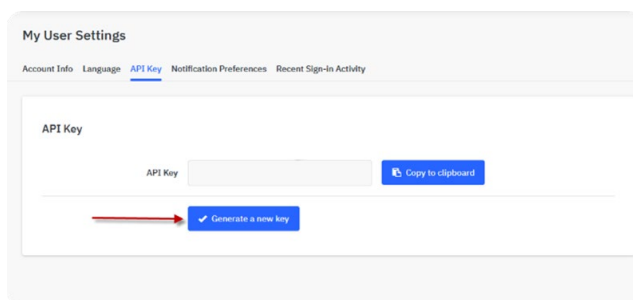 My User Settings
Account Info Language API Key Notification Preferences Recent Sign-in Activity
API Key
API Key Copy to clipboard
Generate a new key